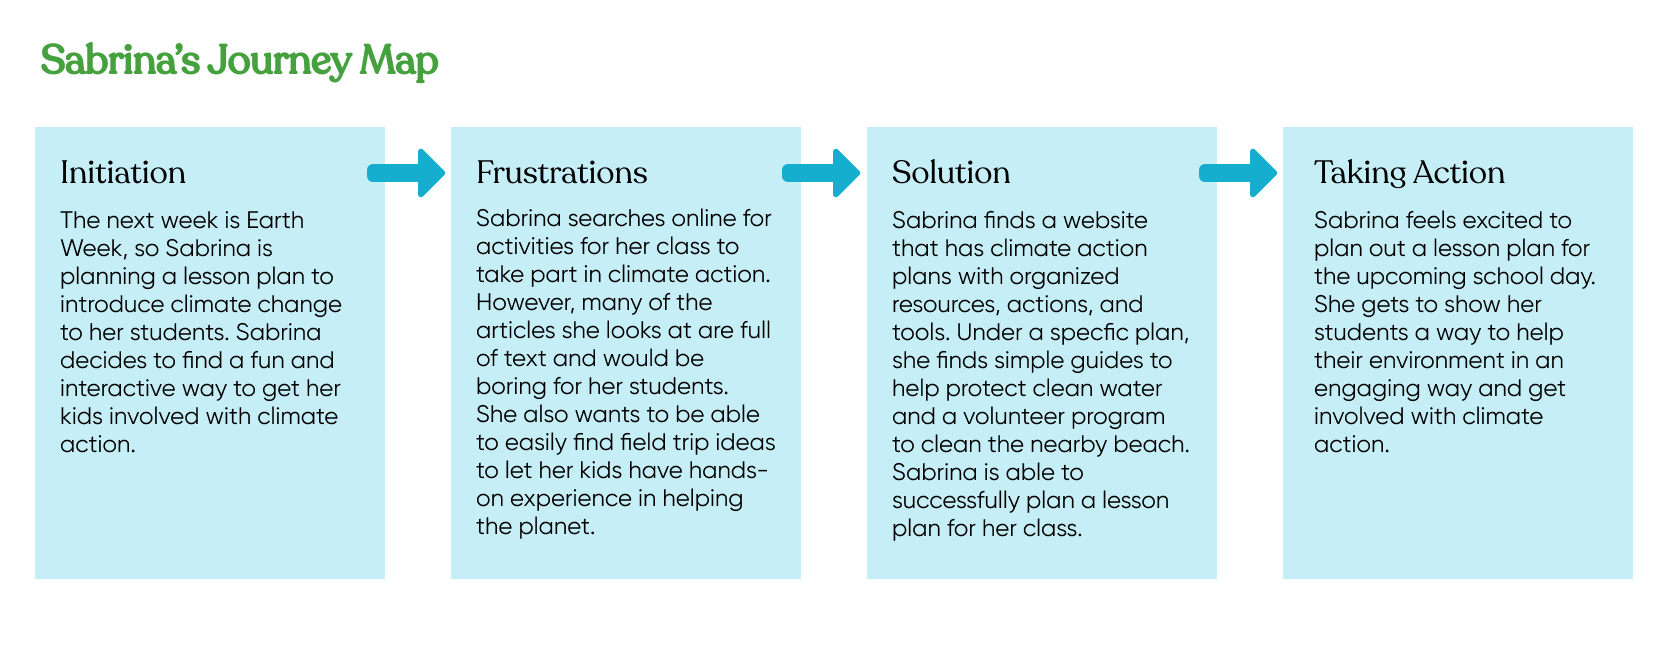 Sabrina’s Journey Map
Initiation
The next week is Earth
Week, so Sabrina is
planning a lesson plan to
introduce climate change
to her students. Sabrina
decides to find a fun and
interactive way to get her
kids involved with climate
action.
Frustrations
Sabrina searches online for
activities for her class to
take part in climate action.
However, many of the
articles she looks at are full
of text and would be
boring for her students.
She also wants to be able
to easily find field trip ideas
to let her kids have hands-
on experience in helping
the planet.
Solution
Sabrina finds a website
that has climate action
plans with organized
resources, actions, and
tools. Under a specfic plan,
she finds simple guides to
help protect clean water
and a volunteer program
to clean the nearby beach.
Sabrina is able to
successfully plan a lesson
plan for her class.
Taking Action
Sabrina feels excited to
plan out a lesson plan for
the upcoming school day.
She gets to show her
students a way to help
their environment in an
engaging way and get
involved with climate
action.